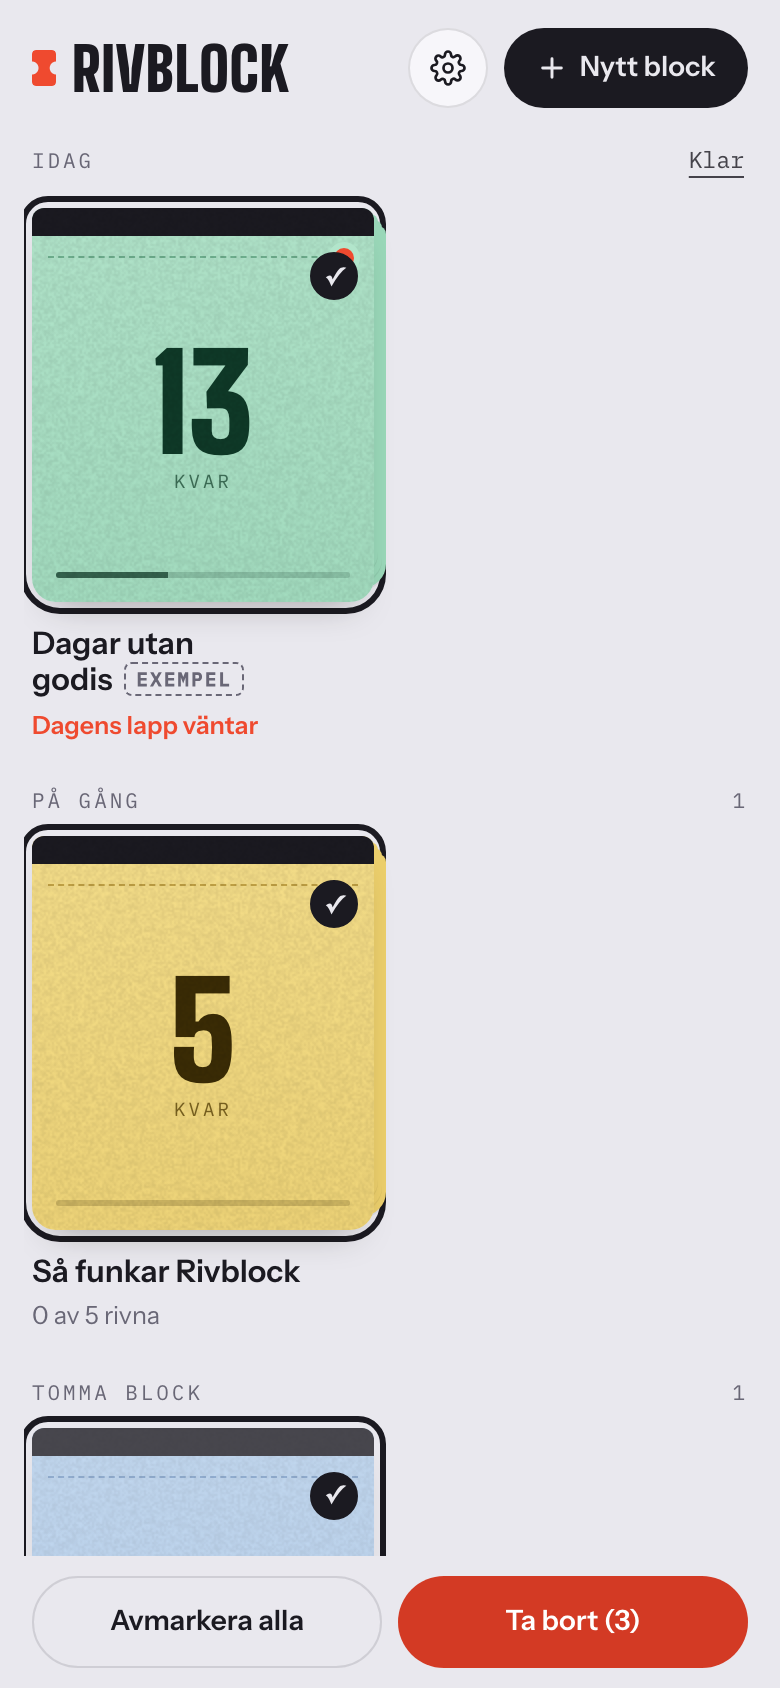 RIVBLOCK
Nytt block
IDAG
Klar
13
KVAR
Dagar utan
godis EXEMPEL
Dagens lapp väntar
PÅ GÅNG 1
5
KVAR
Så funkar Rivblock
0 av 5 rivna
TOMMA BLOCK 1
Avmarkera alla
Ta bort (3)